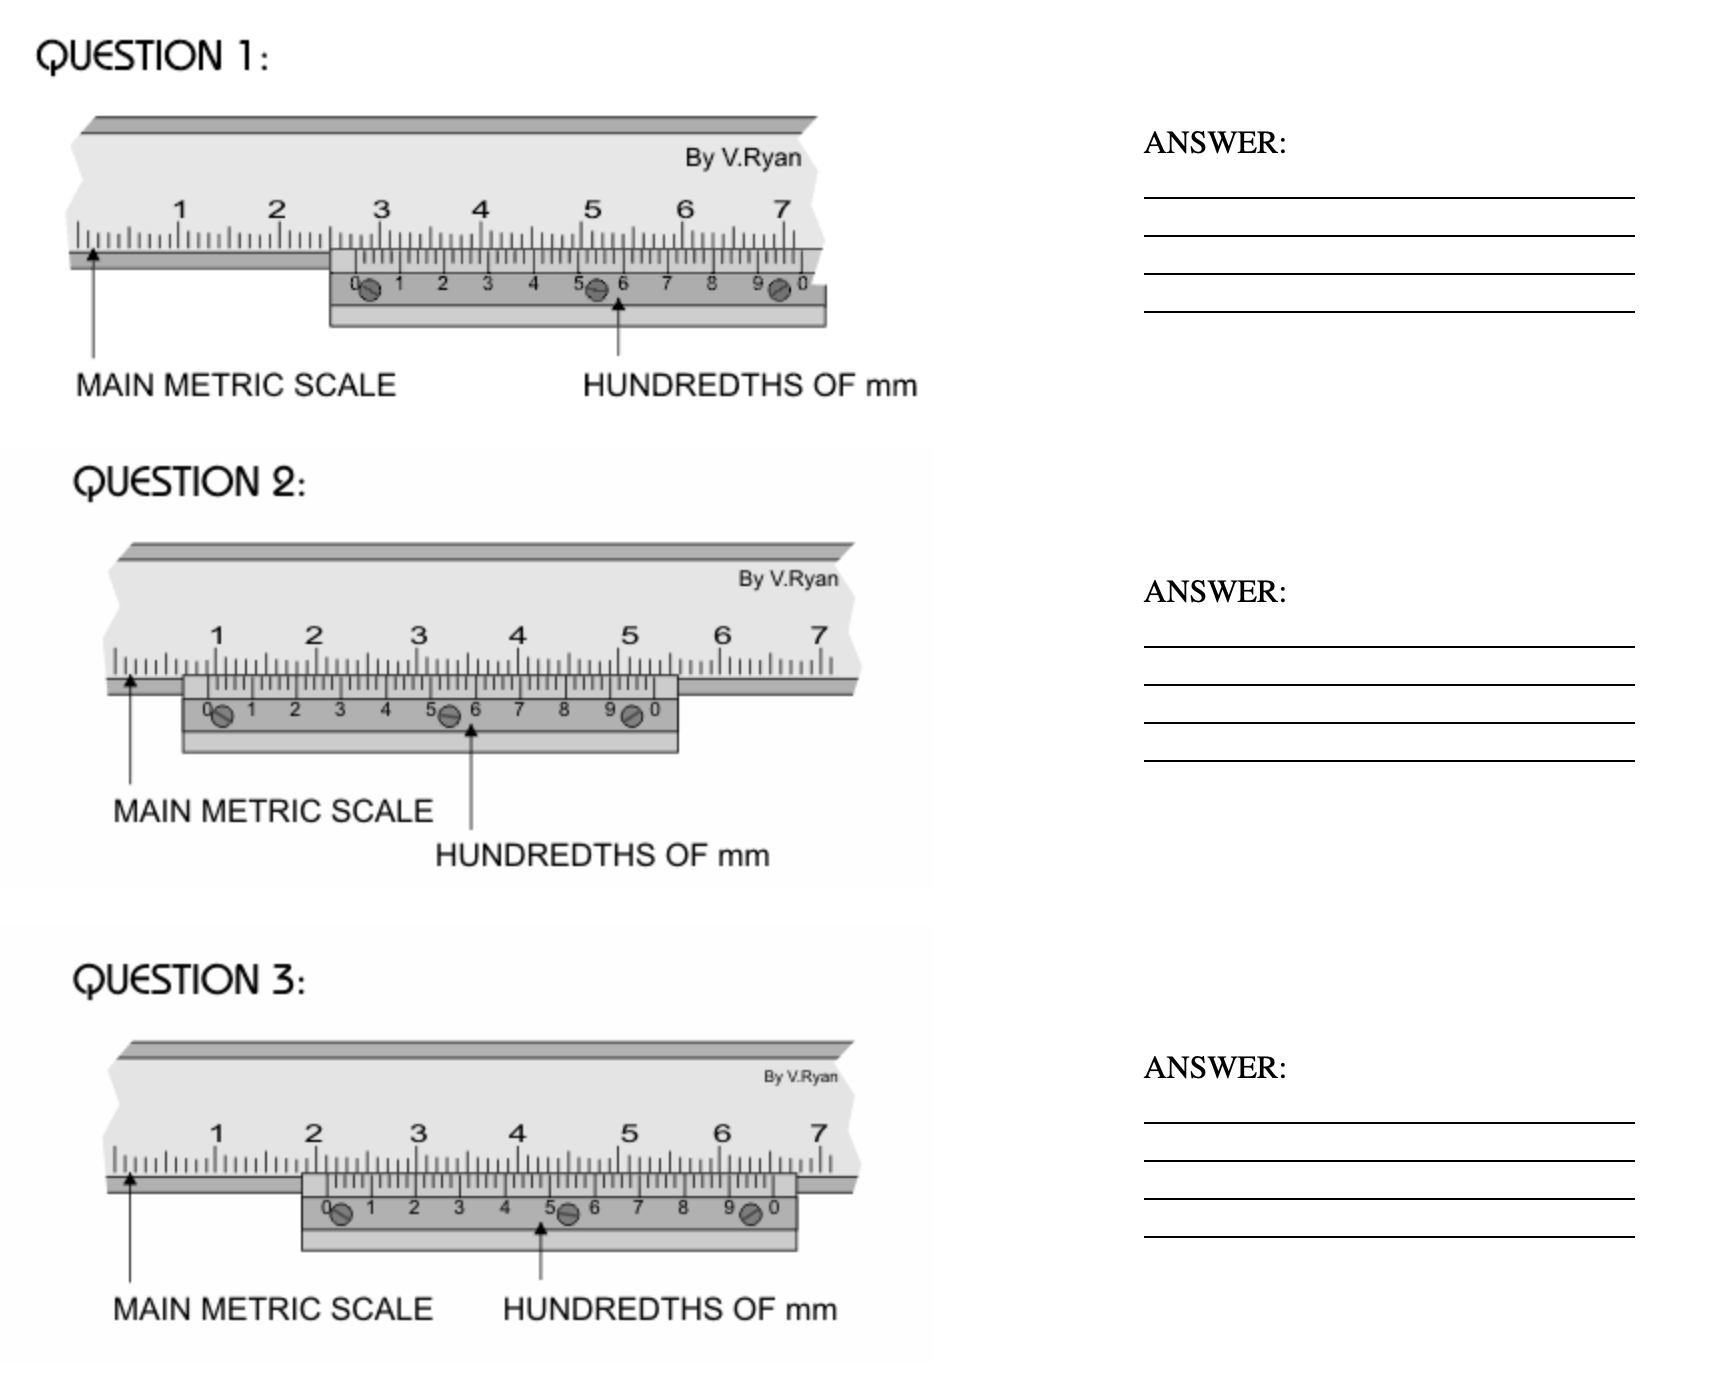 QUESTION 1:
By V.Ryan
1 2 3 4 5 6 7
0 1 2 3 4 5 6 7 8 9 0
MAIN METRIC SCALE
HUNDREDTHS OF mm
ANSWER:
QUESTION 2:
By V.Ryan
1 2 3 4 5 6 7
0 1 2 3 4 5 6 7 8 9 0
MAIN METRIC SCALE
HUNDREDTHS OF mm
ANSWER:
QUESTION 3:
By V.Ryan
1 2 3 4 5 6 7
0 1 2 3 4 5 6 7 8 9 0
MAIN METRIC SCALE
HUNDREDTHS OF mm
ANSWER: